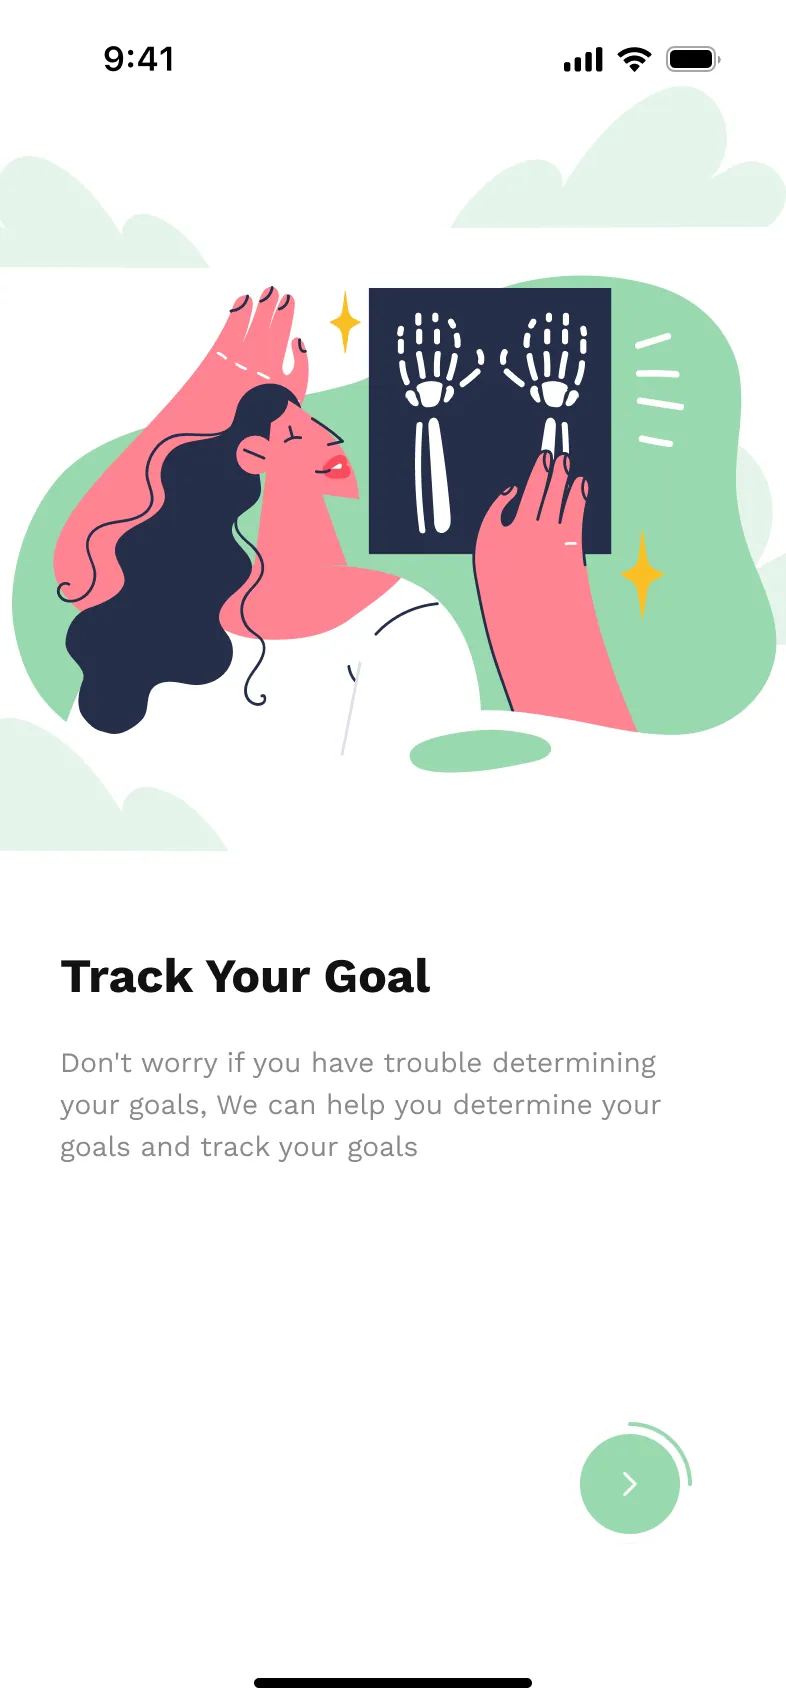 9:41
Track Your Goal
Don't worry if you have trouble determining
your goals, We can help you determine your
goals and track your goals